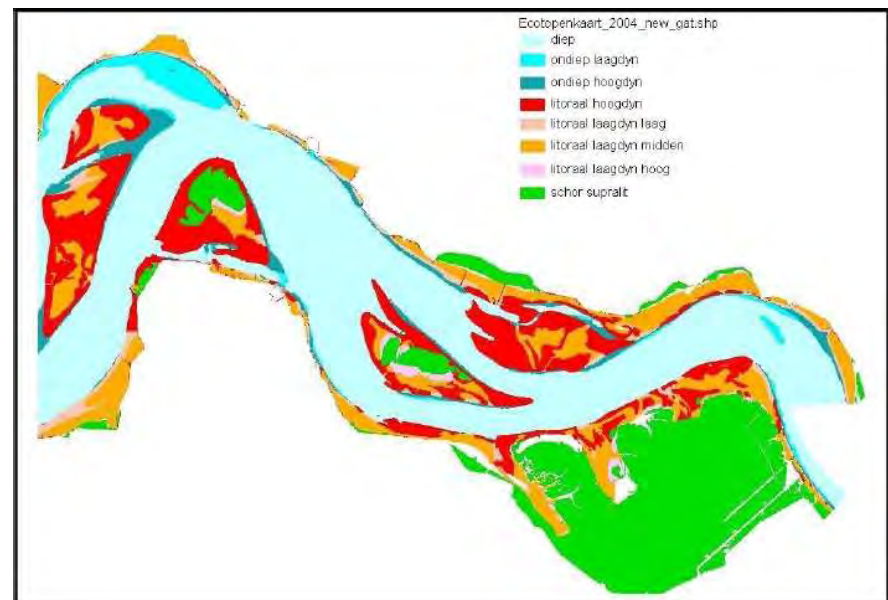 Ecotopenkaart_2004_new_gat.shp
diep
ondiep laagdyn
ondiep hoogdyn
litoraal hoogdyn
litoraal laagdyn laag
litoraal laagdyn midden
litoraal laagdyn hoog
schor supralit